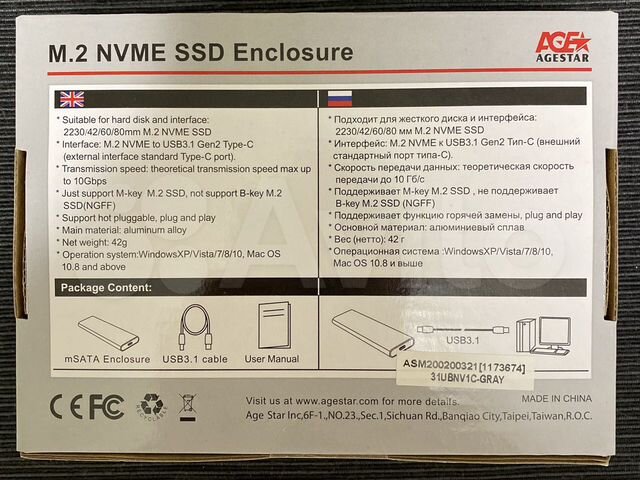 M.2 NVME SSD Enclosure
AGE
AGESTAR
* Suitable for hard disk and interface:
2230/42/60/80mm M.2 NVME SSD
* Interface: M.2 NVME to USB3.1 Gen2 Type-C
(external interface standard Type-C port).
* Transmission speed: theoretical transmission speed max up
to 10Gbps
* Just support M-key M.2 SSD, not support B-key M.2
SSD(NGFF)
* Support hot pluggable, plug and play
* Main material: aluminum alloy
* Net weight: 42g
* Operation system:WindowsXP/Vista/7/8/10, Mac OS
10.8 and above
* Подходит для жесткого диска и интерфейса:
2230/42/60/80 мм M.2 NVME SSD
* Интерфейс: M.2 NVME к USB3.1 Gen2 Тип-C (внешний
стандартный порт типа-C).
* Скорость передачи данных: теоретическая скорость
передачи до 10 Гб/с
* Поддерживает M-key M.2 SSD , не поддерживает
B-key M.2 SSD (NGFF)
* Поддерживает функцию горячей замены, plug and play
* Основной материал: алюминиевый сплав
* Вес (нетто): 42 г
* Операционная система :WindowsXP/Vista/7/8/10,
Mac OS 10.8 и выше
Package Content:
mSATA Enclosure
USB3.1 cable
User Manual
USB3.1
ASM200200321[1173674]
31UBNV1C-GRAY
CE FC
RECYCLABLE
Visit us at www.agestar.com for more details.
MADE IN CHINA
Age Star Inc,6F-1.,NO.23.,Sec.1,Sichuan Rd.,Banqiao City,Taipei,Taiwan,R.O.C.
Avito